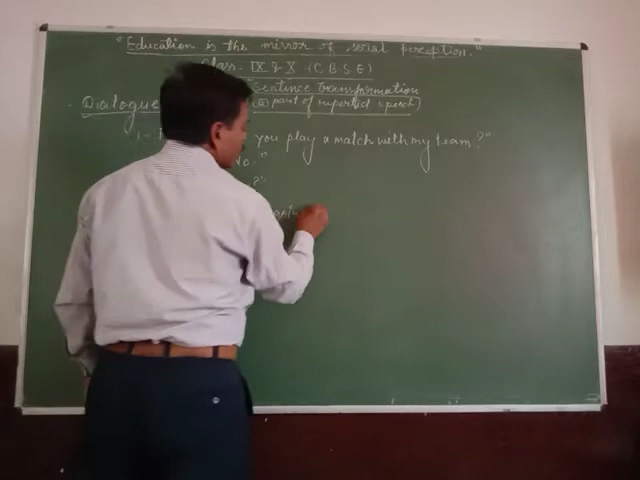 "Education is the mirror of social perception."
Class- IX & X (C.B.S.E)
Sentence Transformation
Dialogue part of reported speech)
1- you play a match with my team?"
No."
?"